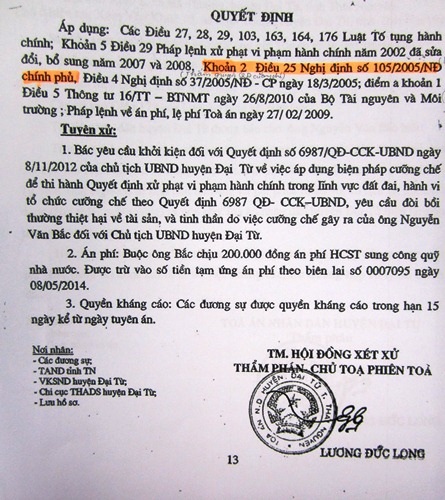 QUYẾT ĐỊNH
Áp dụng: Các Điều 27, 28, 29, 103, 163, 164, 176 Luật Tố tụng hành
chính; Khoản 5 Điều 29 Pháp lệnh xử phạt vi phạm hành chính năm 2002 đã sửa
đổi, bổ sung năm 2007 và 2008, Khoản 2 Điều 25 Nghị định số 105/2005/NĐ
chính phủ, Điều 4 Nghị định số 37/2005/NĐ - CP ngày 18/3/2005; điểm a khoản 1
Điều 5 Thông tư 16/TT – BTNMT ngày 26/8/2010 của Bộ Tài nguyên và Môi
trường ; Pháp lệnh về án phí, lệ phí Toà án ngày 27/ 02/ 2009.
Tuyên xử:
1. Bác yêu cầu khởi kiện đối với Quyết định số 6987/QĐ-CCK-UBND ngày
8/11/2012 của chủ tịch UBND huyện Đại Từ về việc áp dụng biện pháp cưỡng chế
để thi hành Quyết định xử phạt vi phạm hành chính trong lĩnh vực đất đai, hành vi
tổ chức cưỡng chế theo Quyết định 6987 QĐ- CCK–UBND, yêu cầu đòi bồi
thường thiệt hại về tài sản, và tinh thần do việc cưỡng chế gây ra của ông Nguyễn
Văn Bắc đối với Chủ tịch UBND huyện Đại Từ.
2. Án phí: Buộc ông Bắc chịu 200.000 đồng án phí HCST sung công quỹ
nhà nước. Được trừ vào số tiền tạm ứng án phí theo biên lai số 0007095 ngày
08/05/2014.
3. Quyền kháng cáo: Các đương sự được quyền kháng cáo trong hạn 15
ngày kể từ ngày tuyên án.
Nơi nhận:
- Các đương sự;
- TAND tỉnh TN
- VKSND huyện Đại Từ;
- Chi cục THADS huyện Đại Từ;
- Lưu hồ sơ.
TM. HỘI ĐỒNG XÉT XỬ
THẨM PHÁN- CHỦ TOẠ PHIÊN TOÀ
TOÀ ÁN N.D HUYỆN ĐẠI TỪ T. THÁI NGUYÊN
LƯƠNG ĐỨC LONG
13